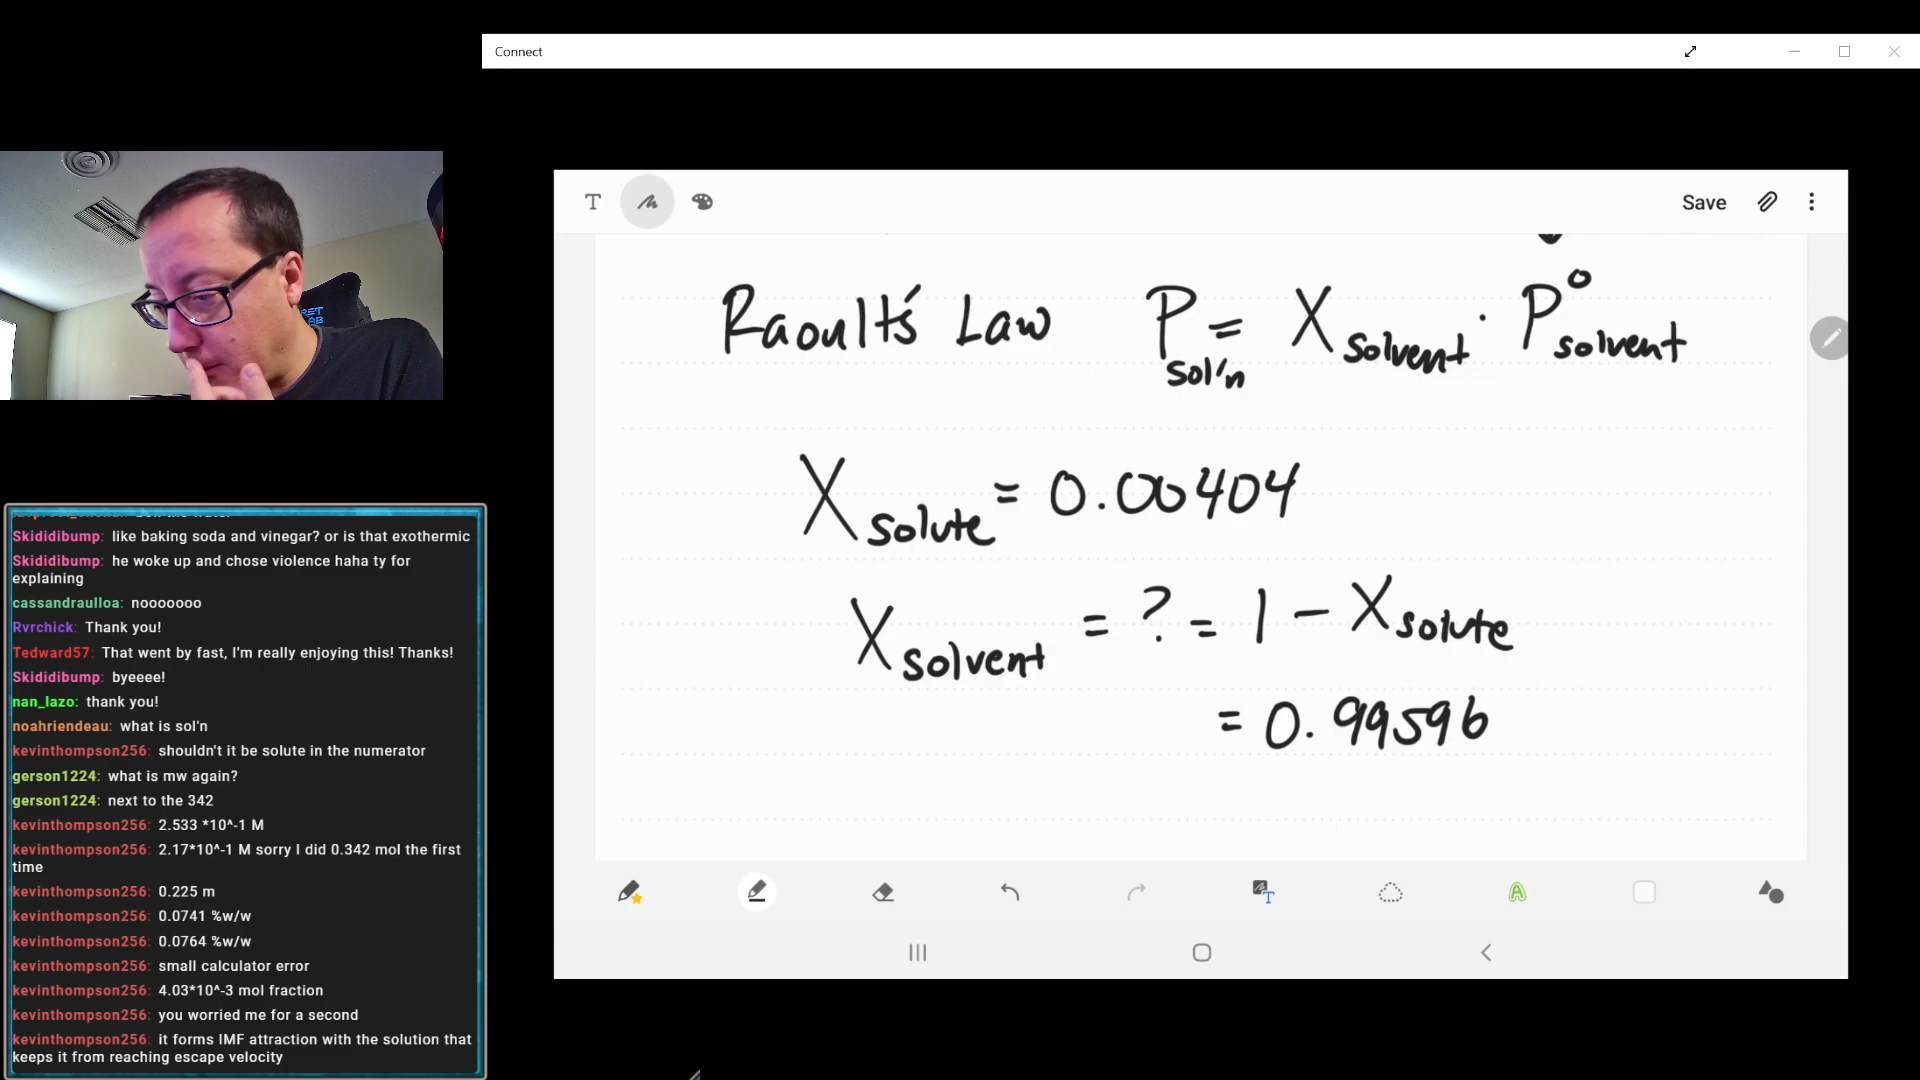 Connect
Save
Raoult's Law P sol'n = X solvent · P° solvent
X solute = 0.00404
X solvent = ? = 1 − X solute
= 0.99596
Skididibump: like baking soda and vinegar? or is that exothermic
Skididibump: he woke up and chose violence haha ty for
explaining
cassandraulloa: nooooooo
Rvrchick: Thank you!
Tedward57: That went by fast, I'm really enjoying this! Thanks!
Skididibump: byeeee!
nan_lazo: thank you!
noahriendeau: what is sol'n
kevinthompson256: shouldn't it be solute in the numerator
gerson1224: what is mw again?
gerson1224: next to the 342
kevinthompson256: 2.533 *10^-1 M
kevinthompson256: 2.17*10^-1 M sorry I did 0.342 mol the first
time
kevinthompson256: 0.225 m
kevinthompson256: 0.0741 %w/w
kevinthompson256: 0.0764 %w/w
kevinthompson256: small calculator error
kevinthompson256: 4.03*10^-3 mol fraction
kevinthompson256: you worried me for a second
kevinthompson256: it forms IMF attraction with the solution that
keeps it from reaching escape velocity